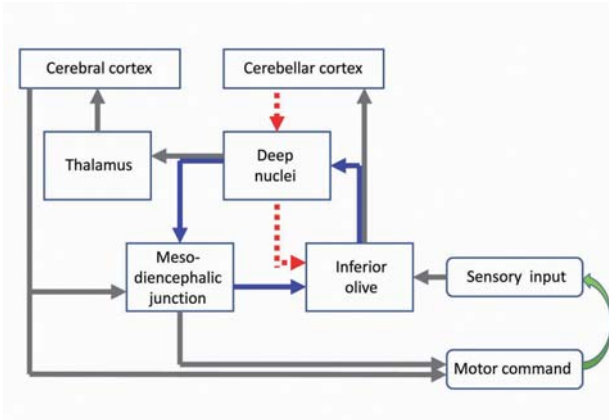 Cerebral cortex
Cerebellar cortex
Thalamus
Deep
nuclei
Meso-
diencephalic
junction
Inferior
olive
Sensory input
Motor command